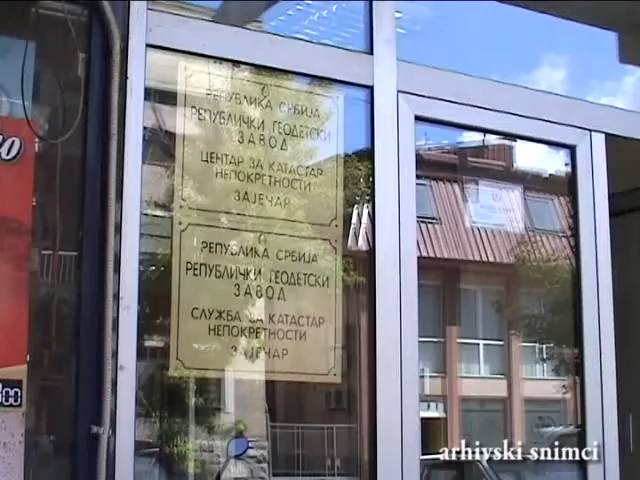 РЕПУБЛИКА СРБИЈА
РЕПУБЛИЧКИ ГЕОДЕТСКИ
ЗАВОД
ЦЕНТАР ЗА КАТАСТАР
НЕПОКРЕТНОСТИ
ЗАЈЕЧАР
РЕПУБЛИКА СРБИЈА
РЕПУБЛИЧКИ ГЕОДЕТСКИ
ЗАВОД
СЛУЖБА ЗА КАТАСТАР
НЕПОКРЕТНОСТИ
ЗАЈЕЧАР
arhivski snimci